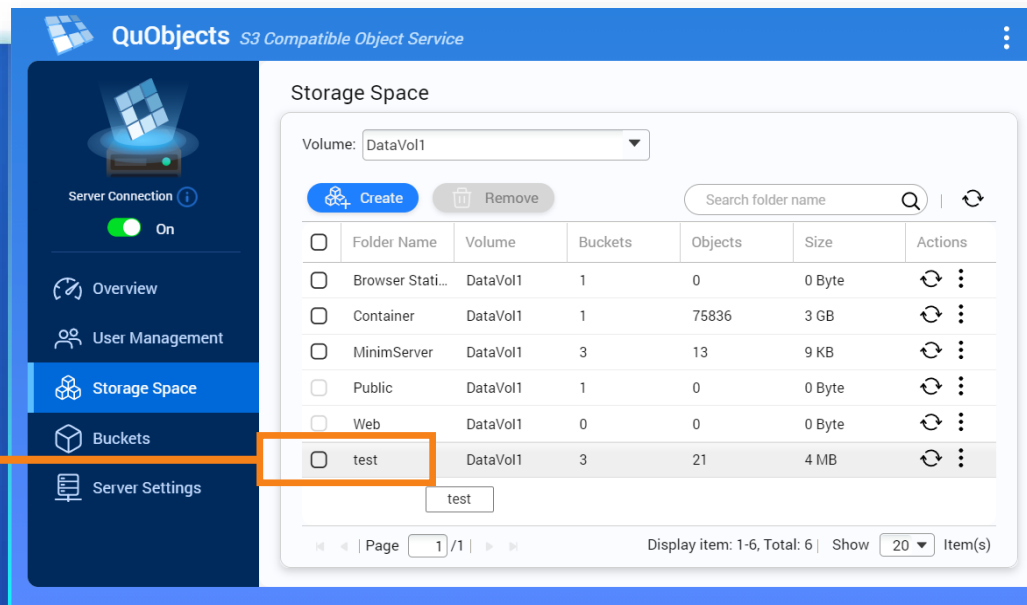 QuObjects S3 Compatible Object Service
Server Connection
On
Overview
User Management
Storage Space
Buckets
Server Settings
Storage Space
Volume: DataVol1
Create Remove Search folder name
Folder Name Volume Buckets Objects Size Actions
Browser Stati... DataVol1 1 0 0 Byte
Container DataVol1 1 75836 3 GB
MinimServer DataVol1 3 13 9 KB
Public DataVol1 1 0 0 Byte
Web DataVol1 0 0 0 Byte
test DataVol1 3 21 4 MB
test
Page 1 /1 Display item: 1-6, Total: 6 Show 20 Item(s)